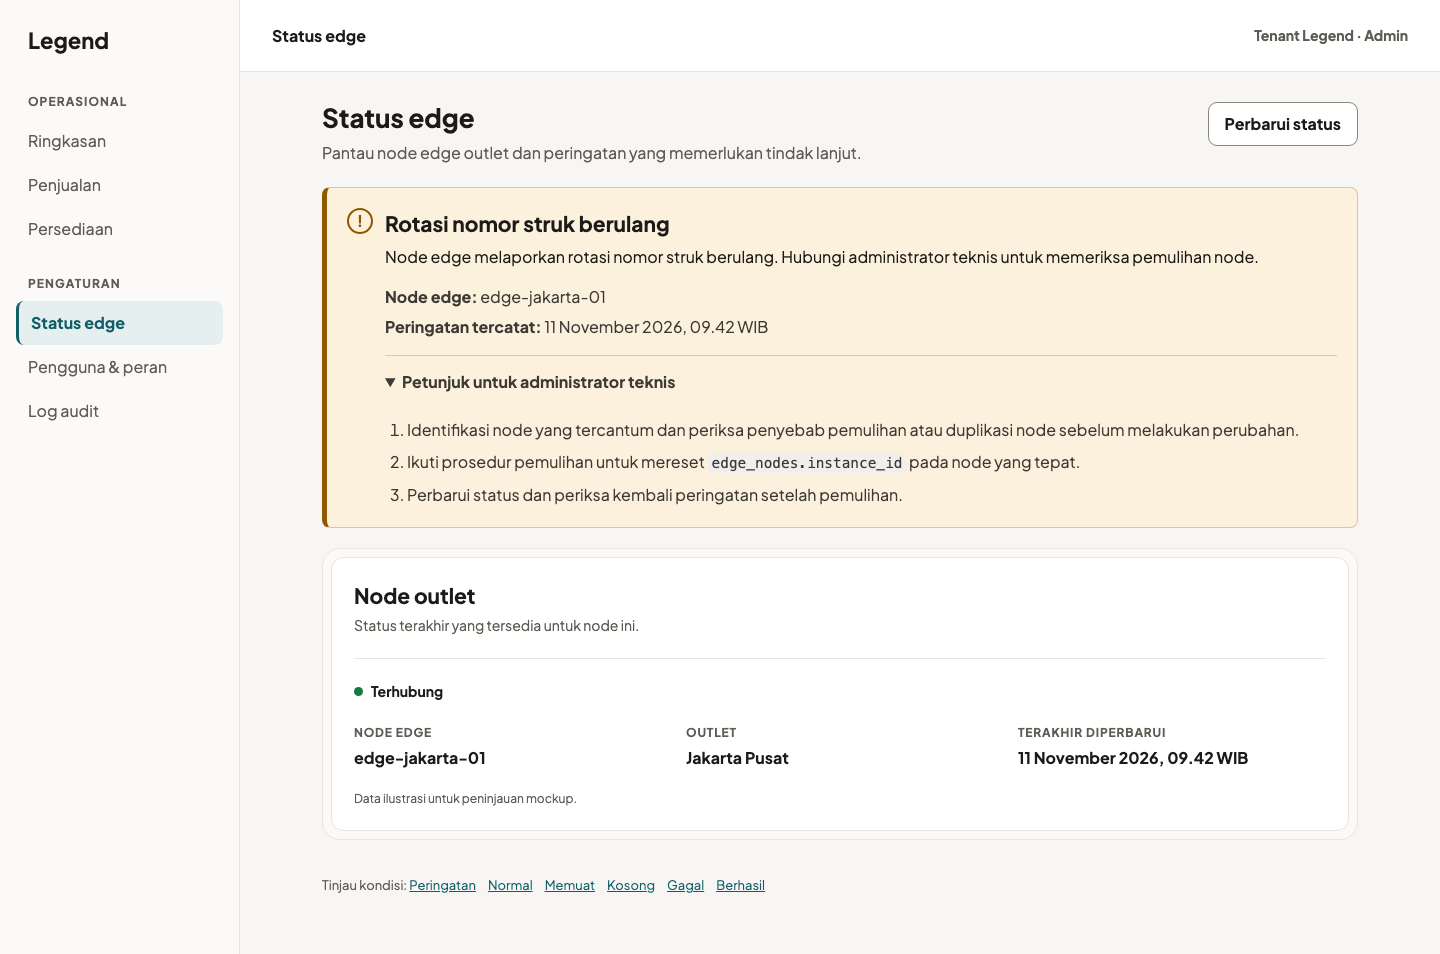 Legend
OPERASIONAL
Ringkasan
Penjualan
Persediaan
PENGATURAN
Status edge
Pengguna & peran
Log audit
Status edge
Tenant Legend · Admin
Status edge
Pantau node edge outlet dan peringatan yang memerlukan tindak lanjut.
Perbarui status
Rotasi nomor struk berulang
Node edge melaporkan rotasi nomor struk berulang. Hubungi administrator teknis untuk memeriksa pemulihan node.
Node edge: edge-jakarta-01
Peringatan tercatat: 11 November 2026, 09.42 WIB
▼ Petunjuk untuk administrator teknis
1. Identifikasi node yang tercantum dan periksa penyebab pemulihan atau duplikasi node sebelum melakukan perubahan.
2. Ikuti prosedur pemulihan untuk mereset edge_nodes.instance_id pada node yang tepat.
3. Perbarui status dan periksa kembali peringatan setelah pemulihan.
Node outlet
Status terakhir yang tersedia untuk node ini.
Terhubung
NODE EDGE
edge-jakarta-01
OUTLET
Jakarta Pusat
TERAKHIR DIPERBARUI
11 November 2026, 09.42 WIB
Data ilustrasi untuk peninjauan mockup.
Tinjau kondisi: Peringatan Normal Memuat Kosong Gagal Berhasil